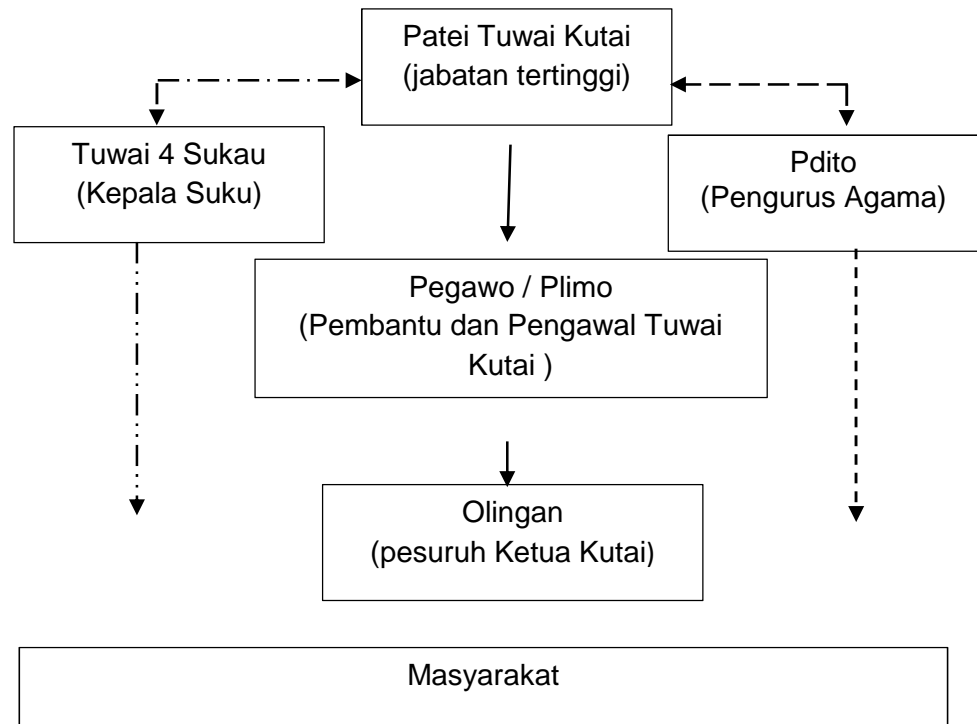 Patei Tuwai Kutai
(jabatan tertinggi)
Tuwai 4 Sukau
(Kepala Suku)
Pdito
(Pengurus Agama)
Pegawo / Plimo
(Pembantu dan Pengawal Tuwai
Kutai )
Olingan
(pesuruh Ketua Kutai)
Masyarakat